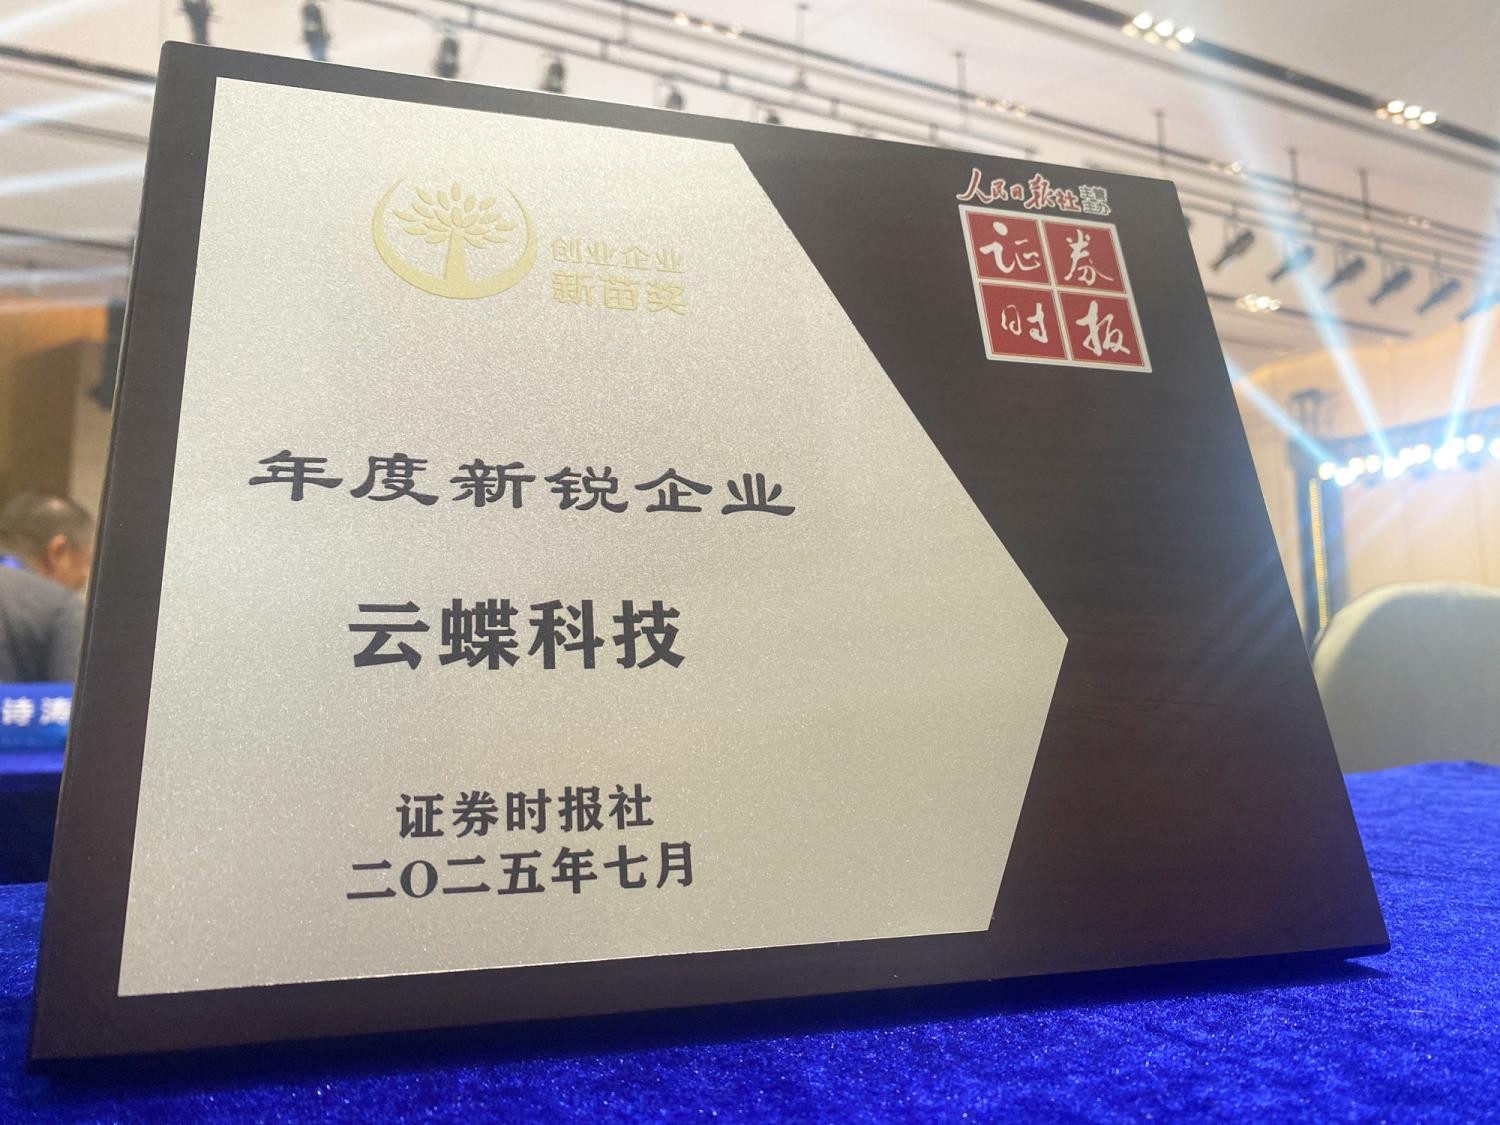 人民日报社 主管
主办
证券
时报
创业企业
新苗奖
年度新锐企业
云蝶科技
证券时报社
二〇二五年七月
诗涛